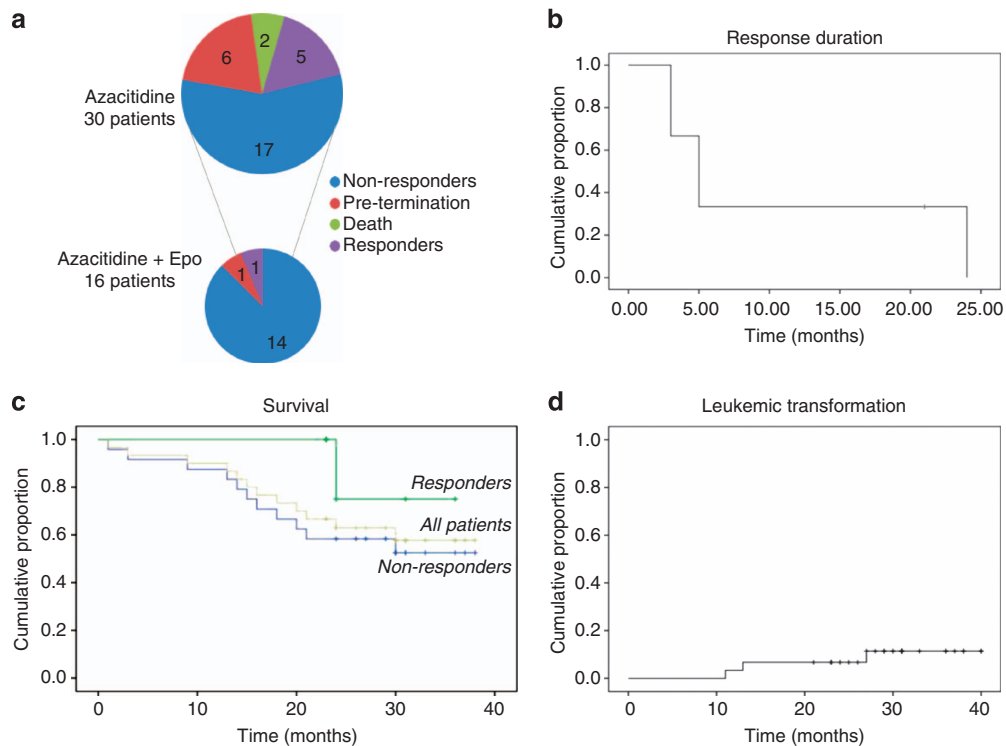 a
6
2
5
17
Azacitidine
30 patients
Non-responders
Pre-termination
Death
Responders
Azacitidine + Epo
16 patients
1
1
14
b
Response duration
Cumulative proportion
1.0
0.8
0.6
0.4
0.2
0.0
0.00
5.00
10.00
15.00
20.00
25.00
Time (months)
c
Survival
Cumulative proportion
1.0
0.8
0.6
0.4
0.2
0.0
Responders
All patients
Non-responders
0
10
20
30
40
Time (months)
d
Leukemic transformation
Cumulative proportion
1.0
0.8
0.6
0.4
0.2
0.0
0
10
20
30
40
Time (months)